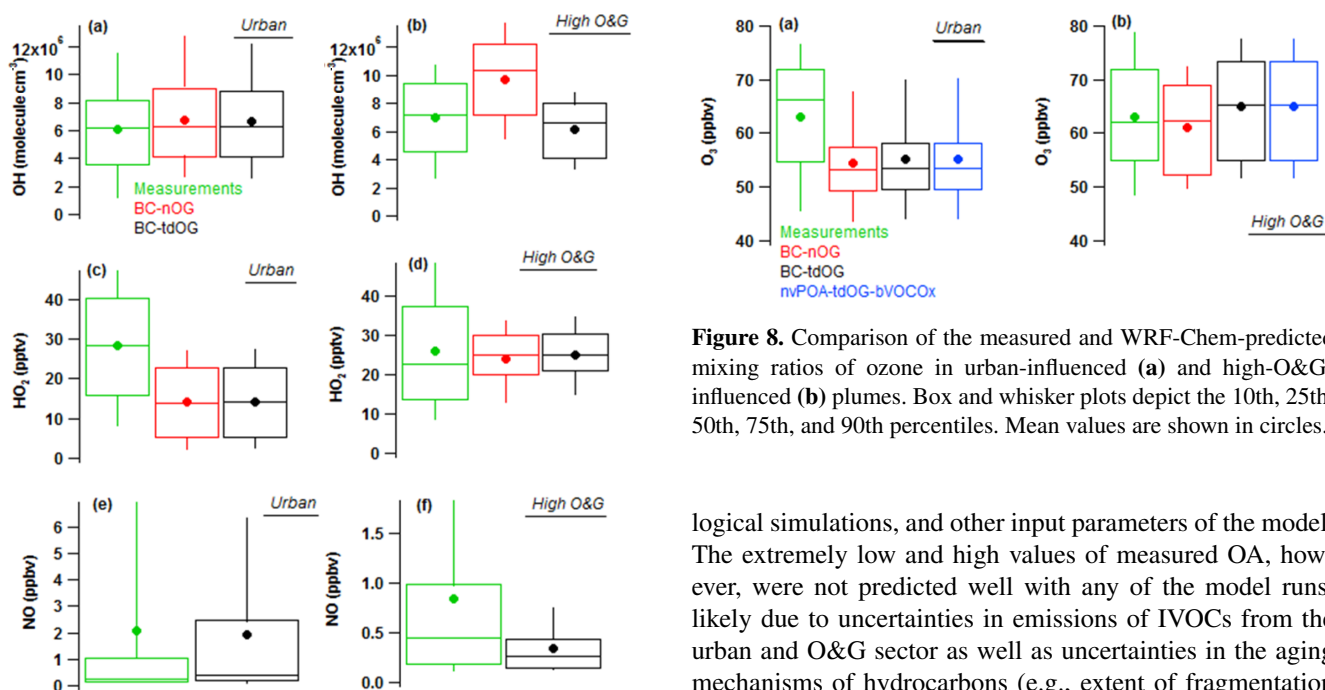 (a)
Urban
12x10⁶
10
8
6
4
2
0
OH (molecule cm⁻³)
Measurements
BC-nOG
BC-tdOG
(b)
High O&G
12x10⁶
10
8
6
4
2
0
OH (molecule cm⁻³)
(c)
Urban
40
30
20
10
0
HO₂ (pptv)
(d)
High O&G
40
30
20
10
0
HO₂ (pptv)
(e)
Urban
6
5
4
3
2
1
0
NO (ppbv)
(f)
High O&G
1.5
1.0
0.5
0.0
NO (ppbv)
(a)
Urban
80
70
60
50
40
O₃ (ppbv)
Measurements
BC-nOG
BC-tdOG
nvPOA-tdOG-bVOCOx
(b)
80
70
60
50
40
O₃ (ppbv)
High O&G
Figure 8. Comparison of the measured and WRF-Chem-predicted
mixing ratios of ozone in urban-influenced (a) and high-O&G
influenced (b) plumes. Box and whisker plots depict the 10th, 25th
50th, 75th, and 90th percentiles. Mean values are shown in circles.
logical simulations, and other input parameters of the model
The extremely low and high values of measured OA, how
ever, were not predicted well with any of the model runs
likely due to uncertainties in emissions of IVOCs from the
urban and O&G sector as well as uncertainties in the aging
mechanisms of hydrocarbons (e.g., extent of fragmentation